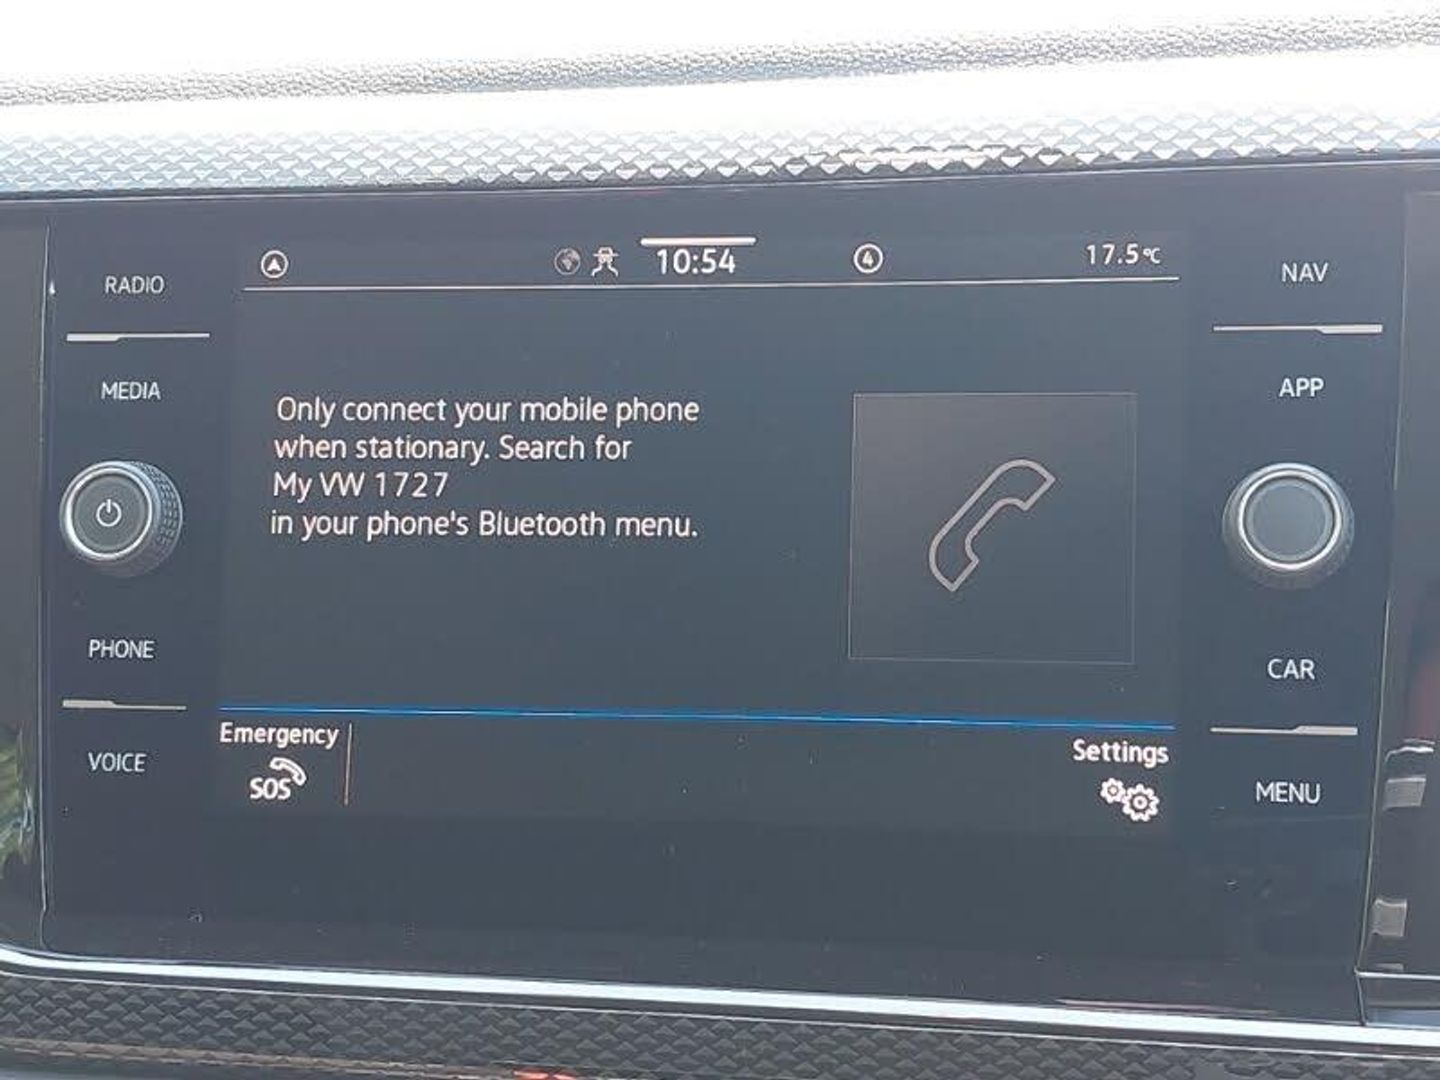 RADIO
10:54
4
17.5°C
NAV
MEDIA
APP
Only connect your mobile phone
when stationary. Search for
My VW 1727
in your phone's Bluetooth menu.
PHONE
CAR
Emergency
SOS
Settings
VOICE
MENU